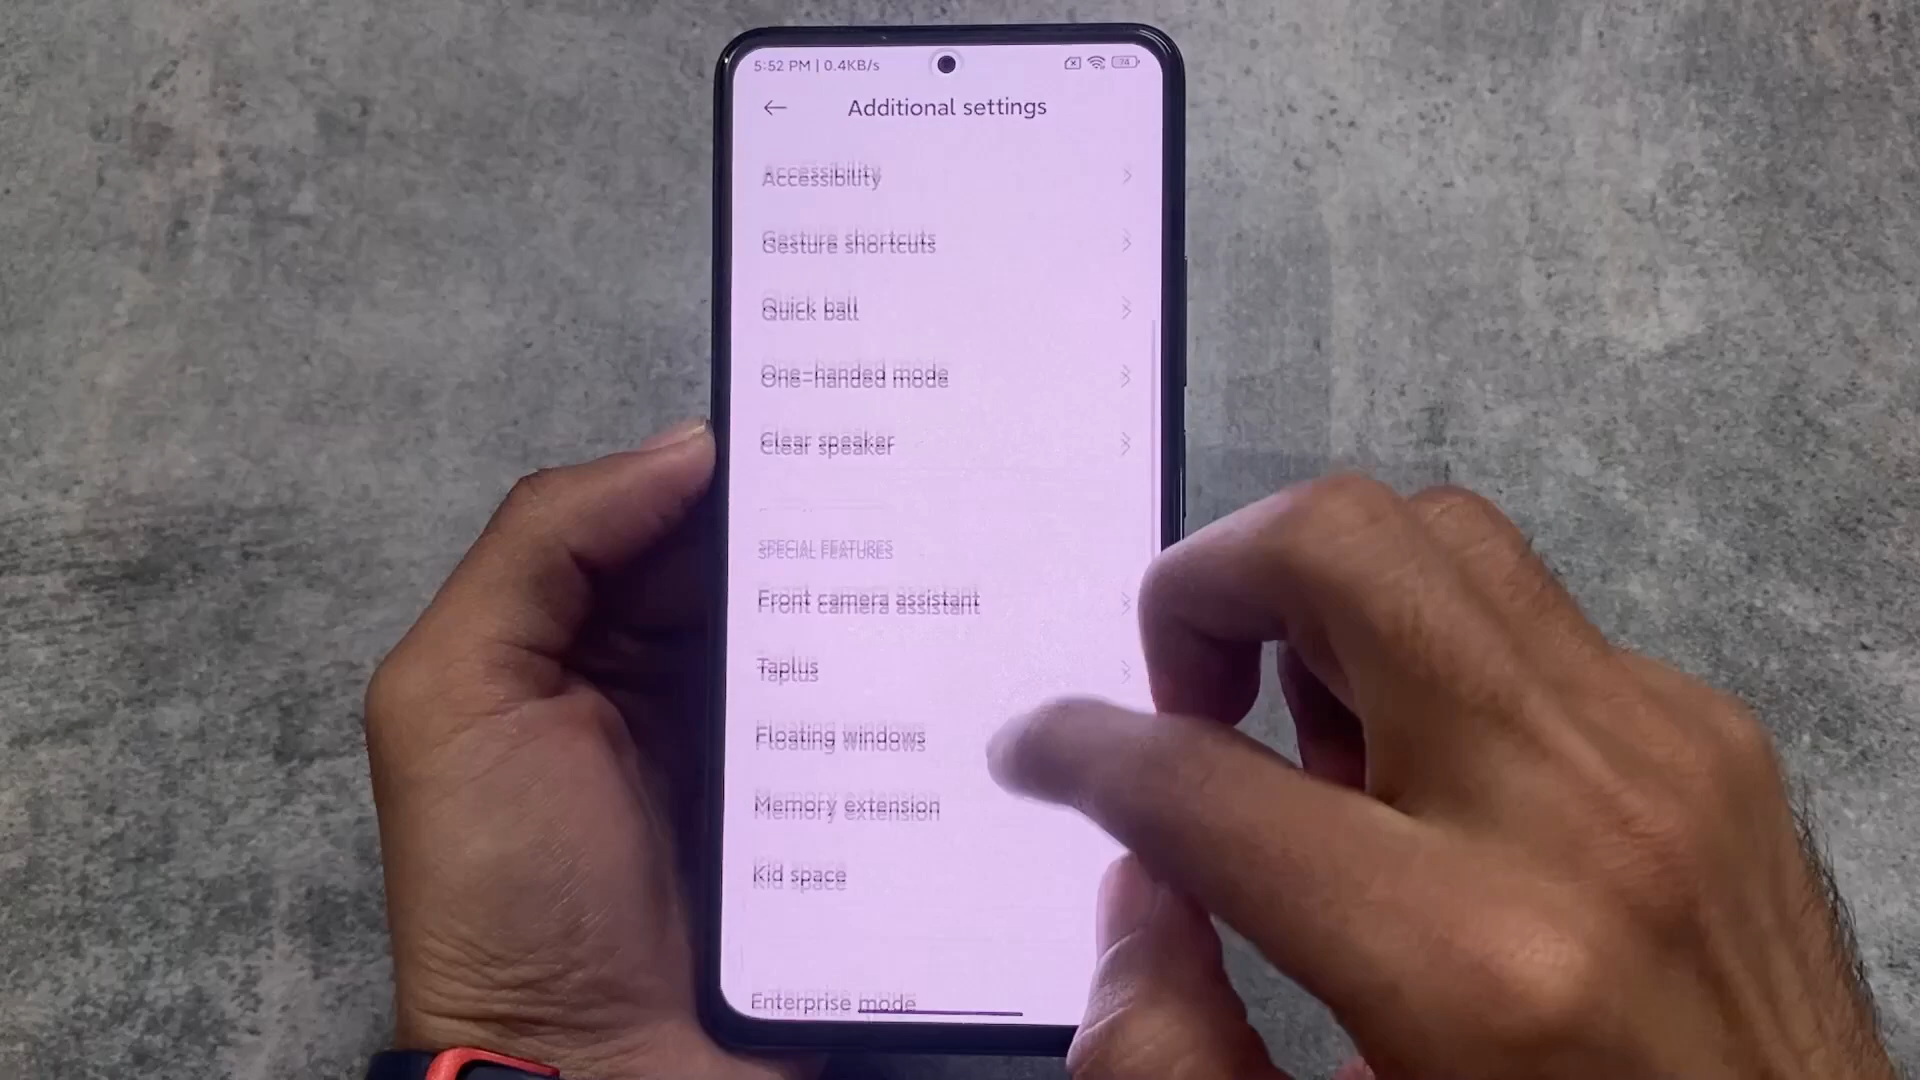 5:52 PM | 0.4KB/s
74
Additional settings
Accessibility
Gesture shortcuts
Quick ball
One-handed mode
Clear speaker
SPECIAL FEATURES
Front camera assistant
Taplus
Floating windows
Memory extension
Kid space
Enterprise mode